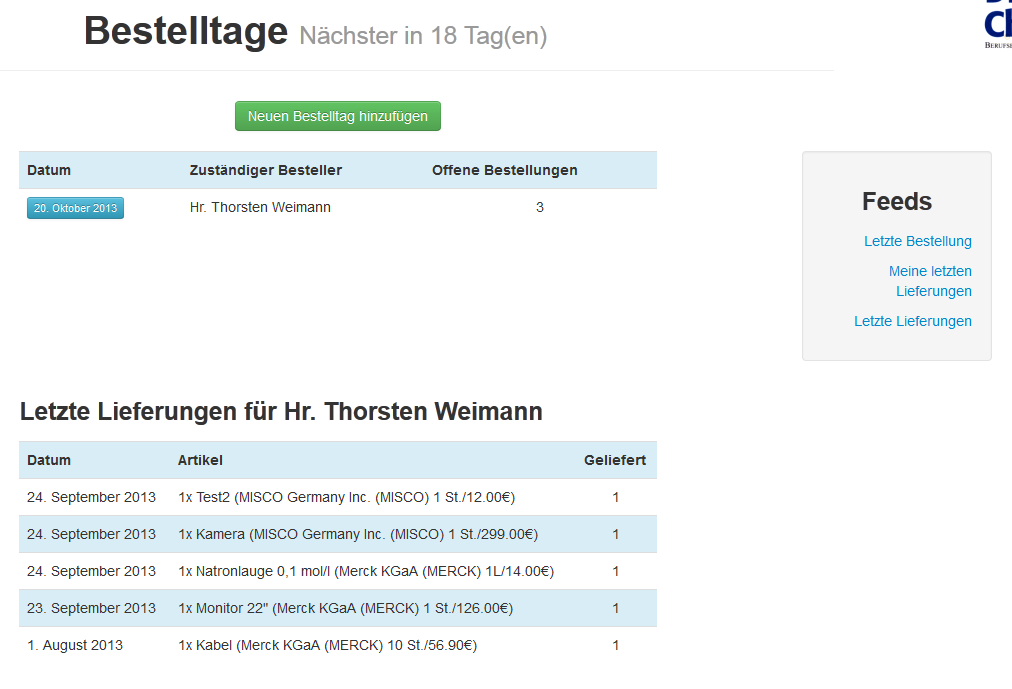 Bestelltage Nächster in 18 Tag(en)
Neuen Bestelltag hinzufügen
Datum Zuständiger Besteller Offene Bestellungen
20. Oktober 2013 Hr. Thorsten Weimann 3
Feeds
Letzte Bestellung
Meine letzten
Lieferungen
Letzte Lieferungen
Letzte Lieferungen für Hr. Thorsten Weimann
Datum Artikel Geliefert
24. September 2013 1x Test2 (MISCO Germany Inc. (MISCO) 1 St./12.00€) 1
24. September 2013 1x Kamera (MISCO Germany Inc. (MISCO) 1 St./299.00€) 1
24. September 2013 1x Natronlauge 0,1 mol/l (Merck KGaA (MERCK) 1L/14.00€) 1
23. September 2013 1x Monitor 22" (Merck KGaA (MERCK) 1 St./126.00€) 1
1. August 2013 1x Kabel (Merck KGaA (MERCK) 10 St./56.90€) 1